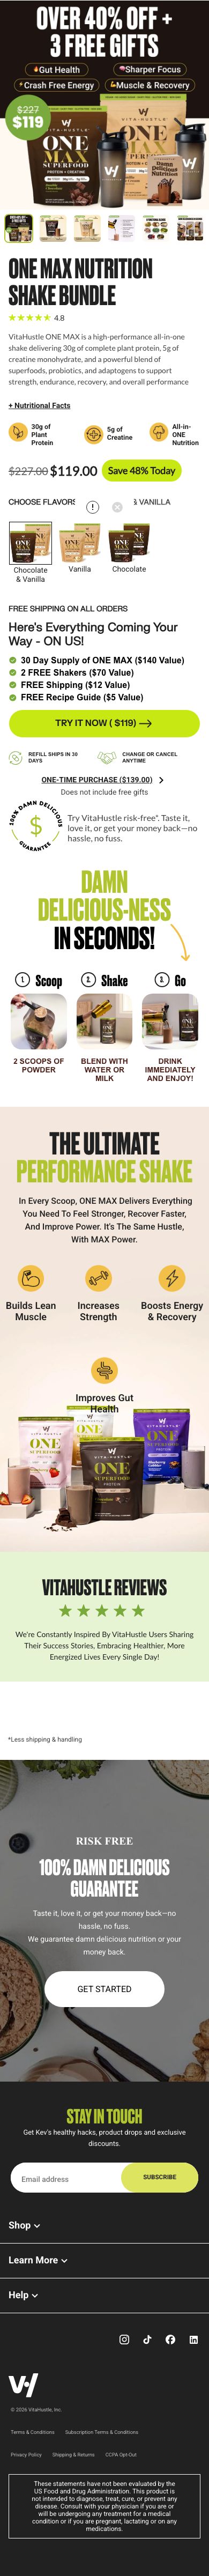 OVER 40% OFF +
3 FREE GIFTS
Gut Health
Sharper Focus
Crash Free Energy
Muscle & Recovery
$227
$119
ONE MAX NUTRITION
SHAKE BUNDLE
4.8
VitaHustle ONE MAX is a high-performance all-in-one
shake delivering 30g of complete plant protein, 5g of
creatine monohydrate, and a powerful blend of
superfoods, probiotics, and adaptogens to support
strength, endurance, recovery, and overall performance
+ Nutritional Facts
30g of
Plant
Protein
5g of
Creatine
All-in-
ONE
Nutrition
$227.00 $119.00 Save 48% Today
CHOOSE FLAVORS
& VANILLA
Chocolate
& Vanilla
Vanilla
Chocolate
FREE SHIPPING ON ALL ORDERS
Here's Everything Coming Your
Way - ON US!
30 Day Supply of ONE MAX ($140 Value)
2 FREE Shakers ($70 Value)
FREE Shipping ($12 Value)
FREE Recipe Guide ($5 Value)
TRY IT NOW ( $119)
REFILL SHIPS IN 30
DAYS
CHANGE OR CANCEL
ANYTIME
ONE-TIME PURCHASE ($139.00)
Does not include free gifts
100% DAMN DELICIOUS
GUARANTEE
Try VitaHustle risk-free*. Taste it,
love it, or get your money back—no
hassle, no fuss.
DAMN
DELICIOUS-NESS
IN SECONDS!
1. Scoop
2. Shake
3. Go
2 SCOOPS OF
POWDER
BLEND WITH
WATER OR
MILK
DRINK
IMMEDIATELY
AND ENJOY!
THE ULTIMATE
PERFORMANCE SHAKE
In Every Scoop, ONE MAX Delivers Everything
You Need To Feel Stronger, Recover Faster,
And Improve Power. It's The Same Hustle,
With MAX Power.
Builds Lean
Muscle
Increases
Strength
Boosts Energy
& Recovery
Improves Gut
Health
VITA·HUSTLE
ONE
SUPERFOOD
PROTEIN
VITAHUSTLE REVIEWS
We're Constantly Inspired By VitaHustle Users Sharing
Their Success Stories, Embracing Healthier, More
Energized Lives Every Single Day!
*Less shipping & handling
RISK FREE
100% DAMN DELICIOUS
GUARANTEE
Taste it, love it, or get your money back—no
hassle, no fuss.
We guarantee damn delicious nutrition or your
money back.
GET STARTED
STAY IN TOUCH
Get Kev's healthy hacks, product drops and exclusive
discounts.
Email address
SUBSCRIBE
Shop
Learn More
Help
© 2026 VitaHustle, Inc.
Terms & Conditions
Subscription Terms & Conditions
Privacy Policy
Shipping & Returns
CCPA Opt-Out
These statements have not been evaluated by the
US Food and Drug Administration. This product is
not intended to diagnose, treat, cure, or prevent any
disease. Consult with your physician if you are or
will be undergoing any treatment for a medical
condition or if you are pregnant, lactating or on any
medications.